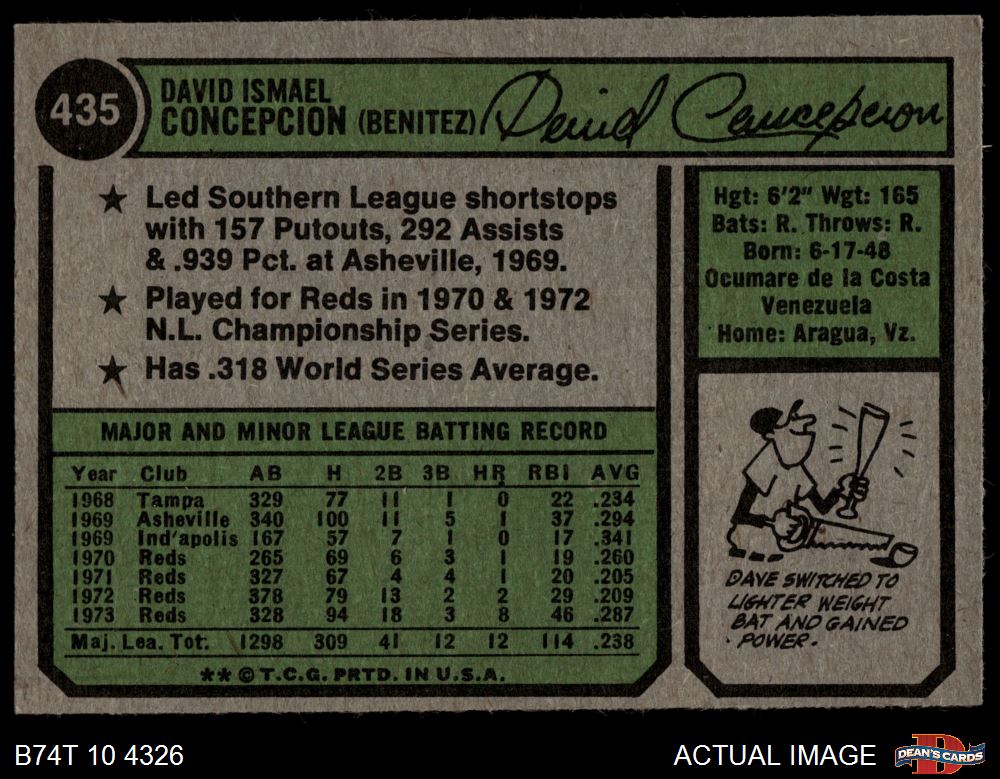 435
DAVID ISMAEL
CONCEPCION (BENITEZ)
David Concepcion
★ Led Southern League shortstops
with 157 Putouts, 292 Assists
& .939 Pct. at Asheville, 1969.
★ Played for Reds in 1970 & 1972
N.L. Championship Series.
★ Has .318 World Series Average.
Hgt: 6'2" Wgt: 165
Bats: R. Throws: R.
Born: 6-17-48
Ocumare de la Costa
Venezuela
Home: Aragua, Vz.
MAJOR AND MINOR LEAGUE BATTING RECORD
Year Club AB H 2B 3B HR RBI AVG
1968 Tampa 329 77 11 1 0 22 .234
1969 Asheville 340 100 11 5 1 37 .294
1969 Ind'apolis 167 57 7 1 0 17 .341
1970 Reds 265 69 6 3 1 19 .260
1971 Reds 327 67 4 4 1 20 .205
1972 Reds 378 79 13 2 2 29 .209
1973 Reds 328 94 18 3 8 46 .287
Maj. Lea. Tot. 1298 309 41 12 12 114 .238
** © T.C.G. PRTD. IN U.S.A.
DAVE SWITCHED TO
LIGHTER WEIGHT
BAT AND GAINED
POWER.
B74T 10 4326
ACTUAL IMAGE
DEAN'S CARDS